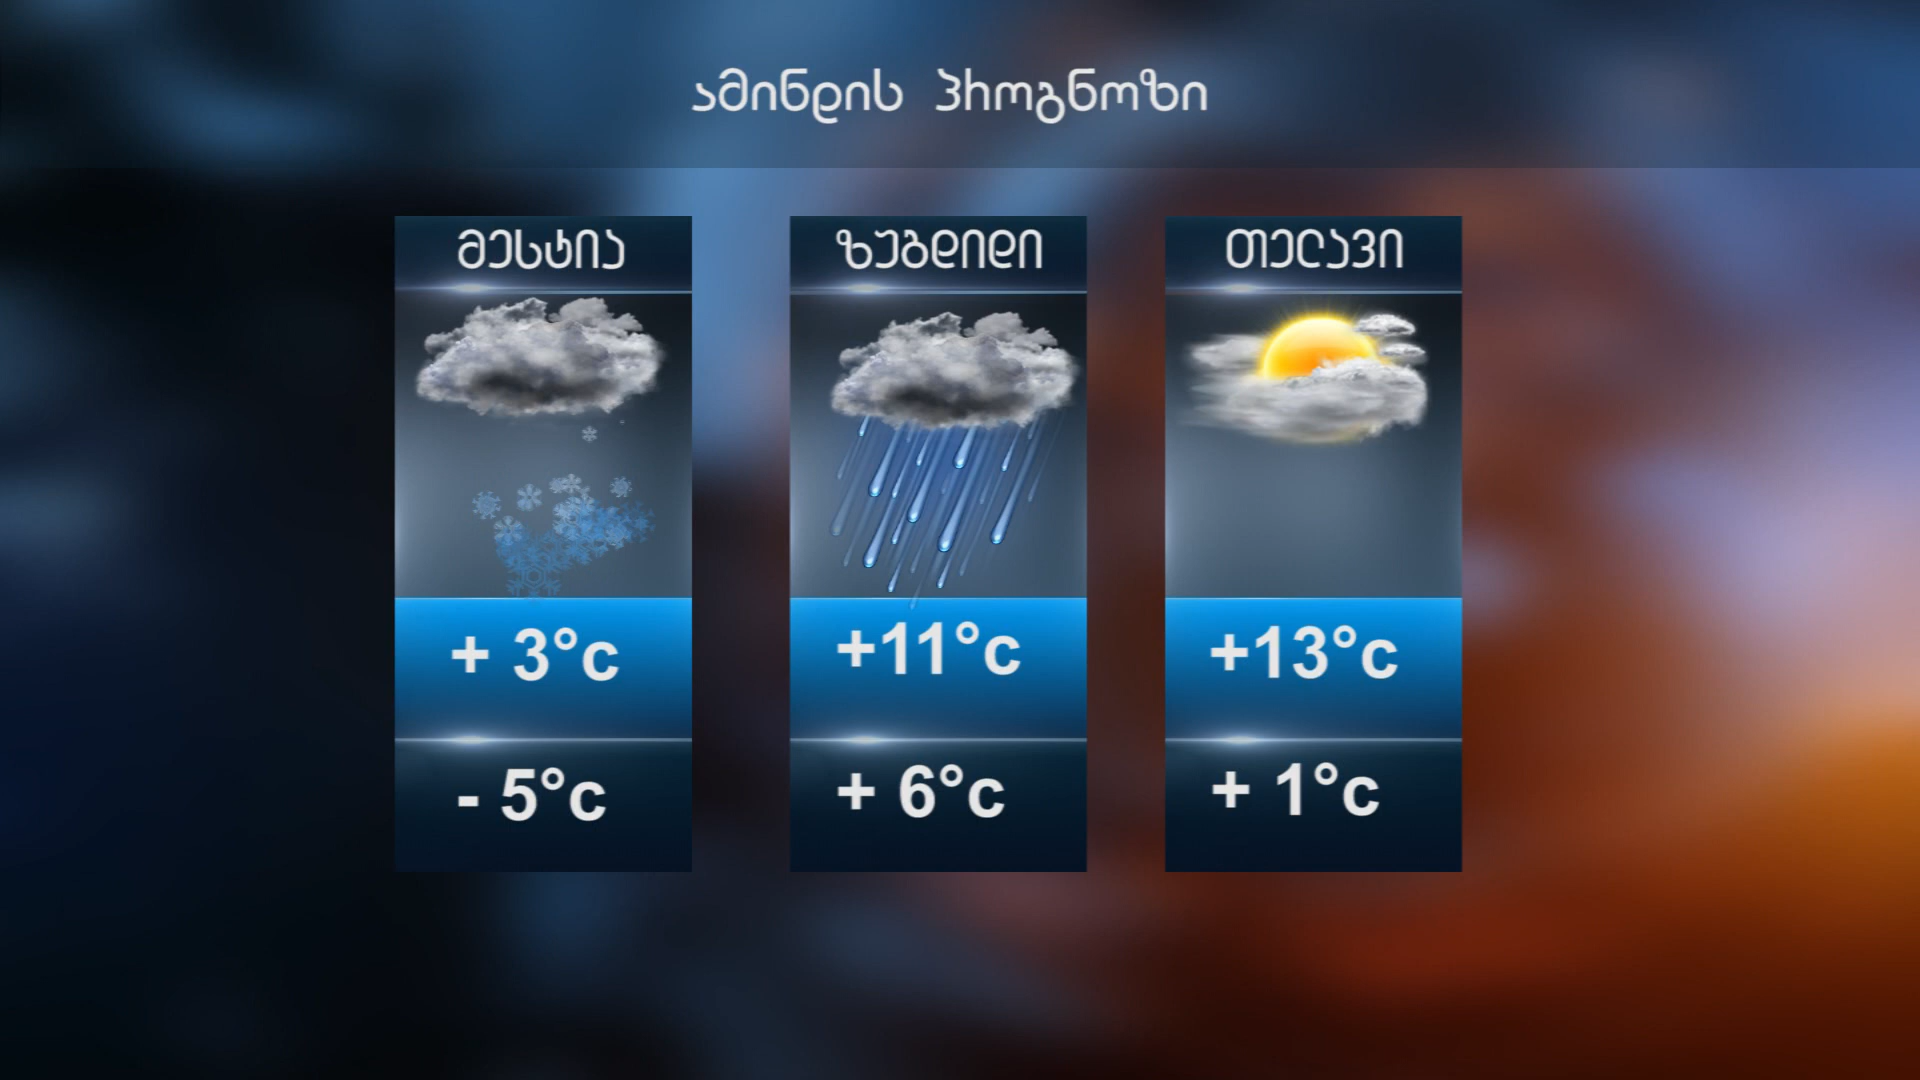 ამინდის პროგნოზი
მესტია
+ 3°c
- 5°c
ზუგდიდი
+11°c
+ 6°c
თელავი
+13°c
+ 1°c